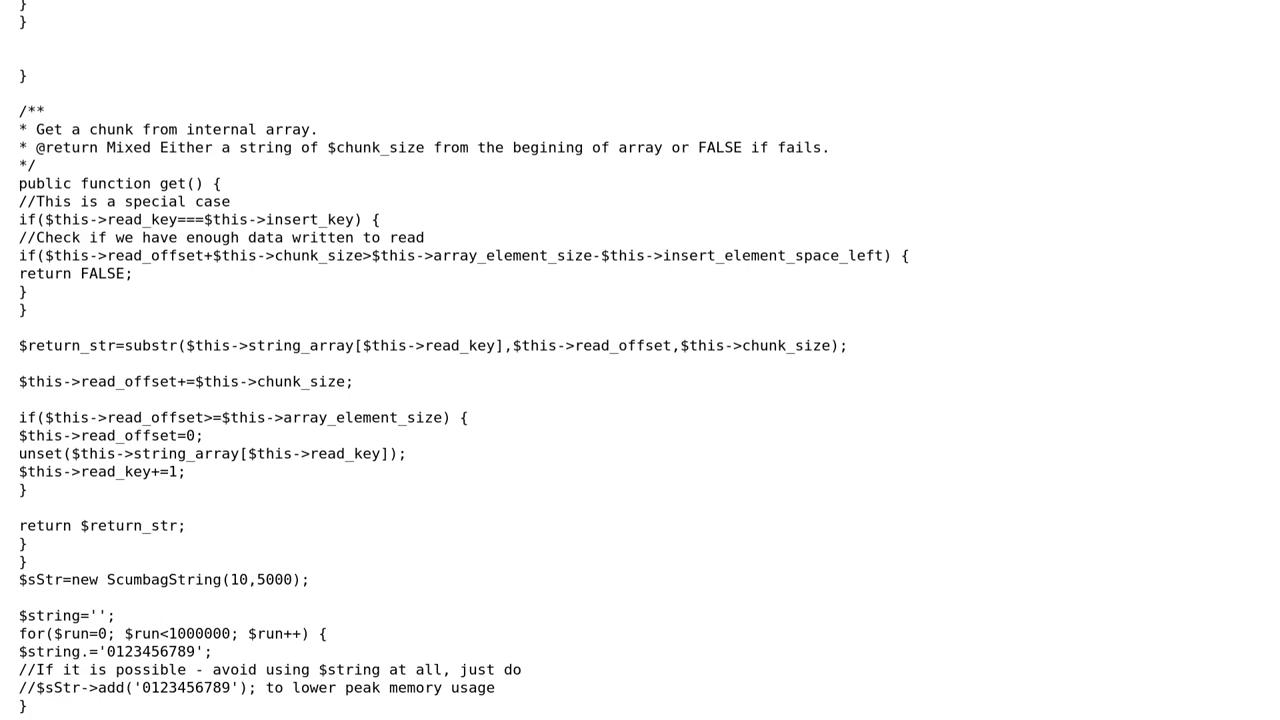 }
}
}
/**
* Get a chunk from internal array.
* @return Mixed Either a string of $chunk_size from the begining of array or FALSE if fails.
*/
public function get() {
//This is a special case
if($this->read_key===$this->insert_key) {
//Check if we have enough data written to read
if($this->read_offset+$this->chunk_size>$this->array_element_size-$this->insert_element_space_left) {
return FALSE;
}
}
$return_str=substr($this->string_array[$this->read_key],$this->read_offset,$this->chunk_size);
$this->read_offset+=$this->chunk_size;
if($this->read_offset>=$this->array_element_size) {
$this->read_offset=0;
unset($this->string_array[$this->read_key]);
$this->read_key+=1;
}
return $return_str;
}
}
$sStr=new ScumbagString(10,5000);
$string='';
for($run=0; $run<1000000; $run++) {
$string.='0123456789';
//If it is possible - avoid using $string at all, just do
//$sStr->add('0123456789'); to lower peak memory usage
}